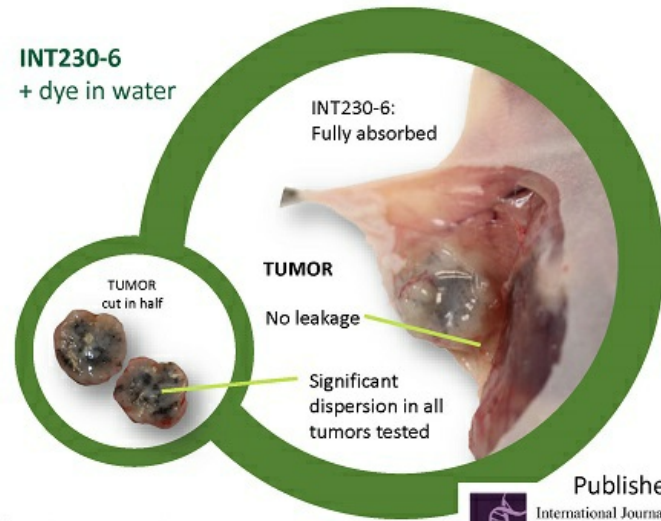 INT230-6
+ dye in water
INT230-6:
Fully absorbed
TUMOR
cut in half
TUMOR
No leakage
Significant
dispersion in all
tumors tested
Publishe
International Journa